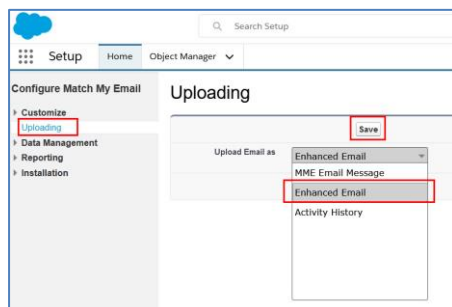 Search Setup
Setup Home Object Manager
Configure Match My Email
Customize
Uploading
Data Management
Reporting
Installation
Uploading
Save
Upload Email as Enhanced Email
MME Email Message
Enhanced Email
Activity History